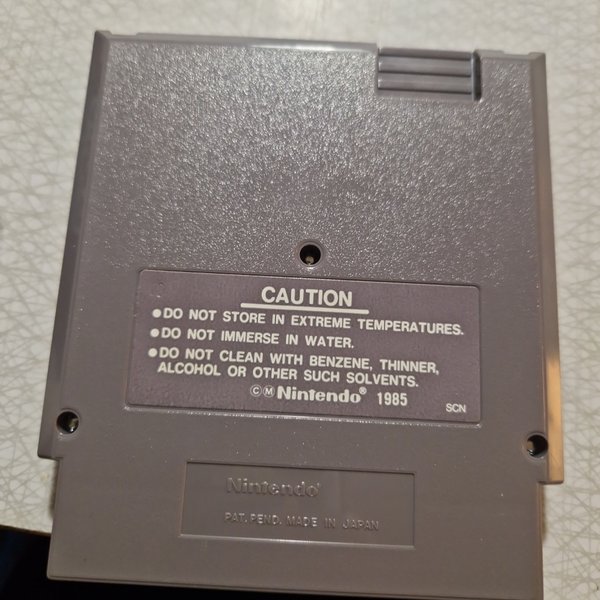 CAUTION
•DO NOT STORE IN EXTREME TEMPERATURES.
•DO NOT IMMERSE IN WATER.
•DO NOT CLEAN WITH BENZENE, THINNER,
ALCOHOL OR OTHER SUCH SOLVENTS.
©Ⓜ Nintendo® 1985
SCN
Nintendo®
PAT. PEND. MADE IN JAPAN